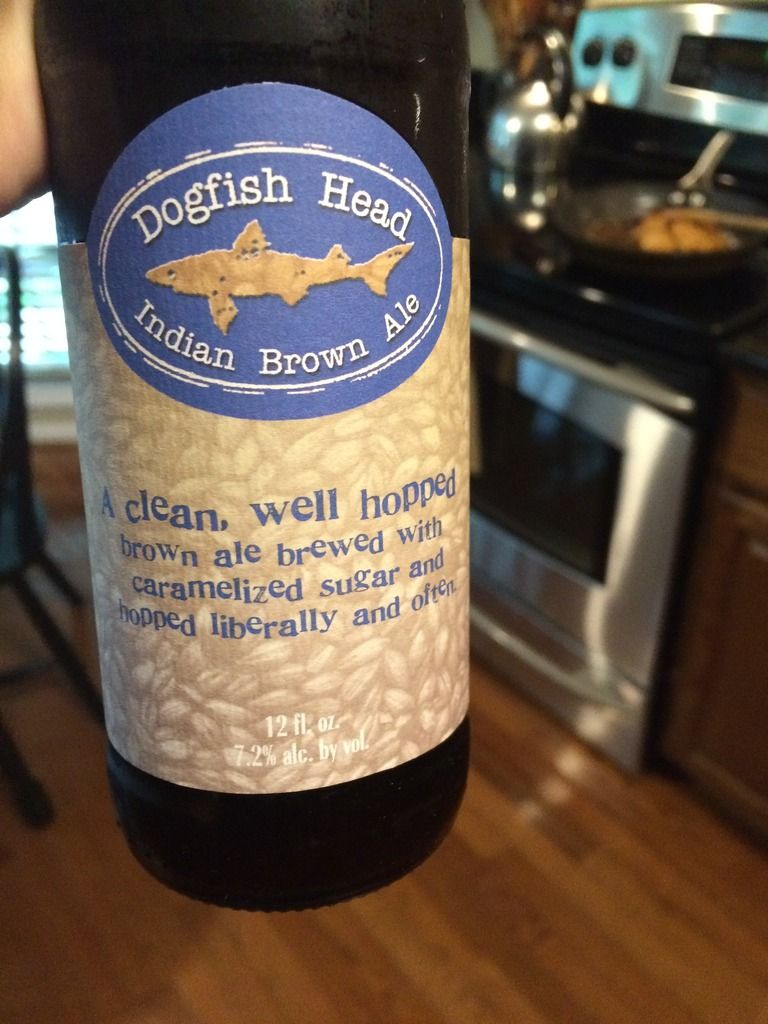 Dogfish Head
Indian Brown Ale
A clean, well hopped
brown ale brewed with
caramelized sugar and
hopped liberally and often.
12 fl. oz.
7.2% alc. by vol.